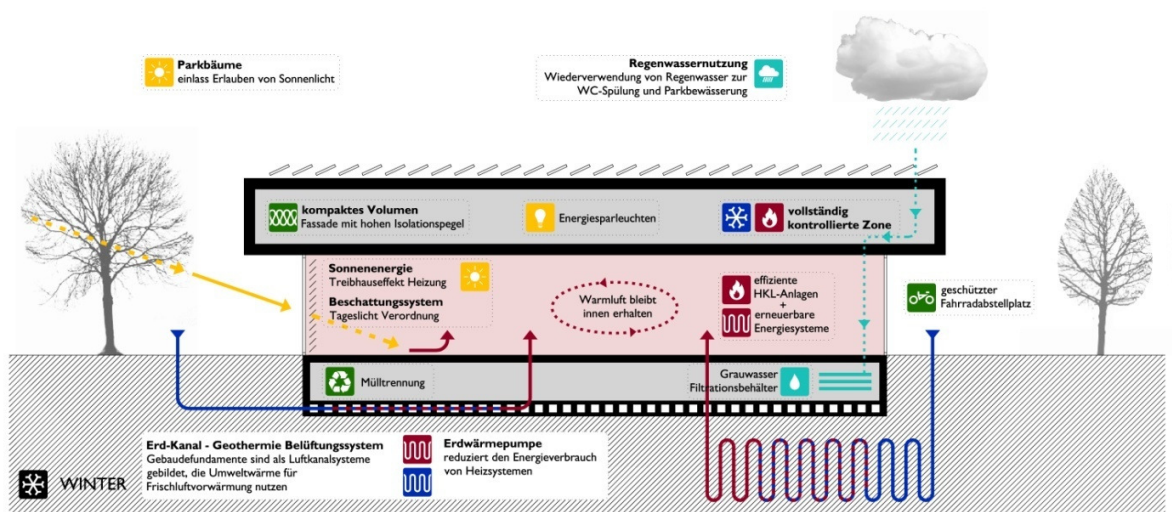 Parkbäume
einlass Erlauben von Sonnenlicht
Regenwassernutzung
Wiederverwendung von Regenwasser zur
WC-Spülung und Parkbewässerung
kompaktes Volumen
Fassade mit hohen Isolationspegel
Energiesparleuchten
vollständig
kontrollierte Zone
Sonnenenergie
Treibhauseffekt Heizung
Beschattungssystem
Tageslicht Verordnung
Warmluft bleibt
innen erhalten
effiziente
HKL-Anlagen
+
erneuerbare
Energiesysteme
geschützter
Fahrradabstellplatz
Mülltrennung
Grauwasser
Filtrationsbehälter
Erd-Kanal - Geothermie Belüftungssystem
Gebaudefundamente sind als Luftkanalsysteme
gebildet, die Umweltwärme für
Frischluftvorwärmung nutzen
Erdwärmepumpe
reduziert den Energieverbrauch
von Heizsystemen
WINTER